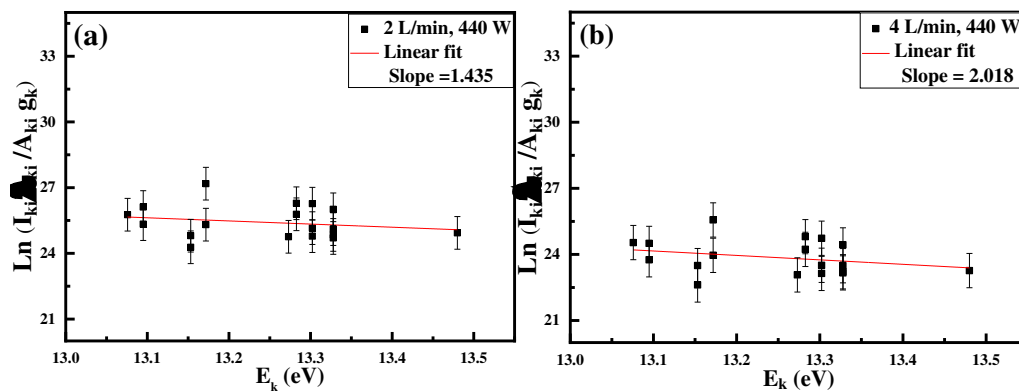 (a)
2 L/min, 440 W
Linear fit
Slope =1.435
33
30
27
24
21
13.0 13.1 13.2 13.3 13.4 13.5
E_k (eV)
(b)
4 L/min, 440 W
Linear fit
Slope = 2.018
33
30
27
24
21
13.0 13.1 13.2 13.3 13.4 13.5
E_k (eV)